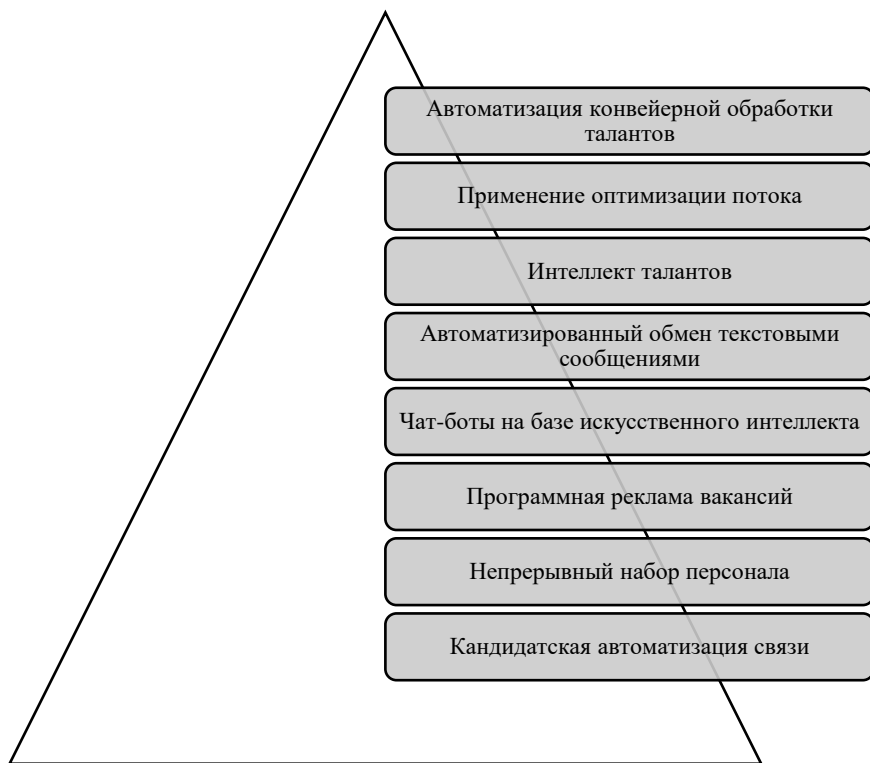 Автоматизация конвейерной обработки
талантов
Применение оптимизации потока
Интеллект талантов
Автоматизированный обмен текстовыми
сообщениями
Чат-боты на базе искусственного интеллекта
Программная реклама вакансий
Непрерывный набор персонала
Кандидатская автоматизация связи